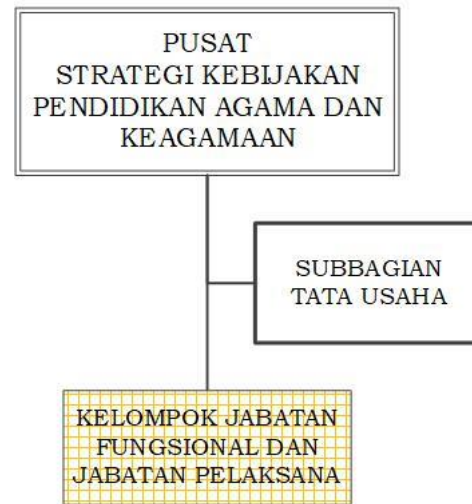 PUSAT
STRATEGI KEBIJAKAN
PENDIDIKAN AGAMA DAN
KEAGAMAAN
SUBBAGIAN
TATA USAHA
KELOMPOK JABATAN
FUNGSIONAL DAN
JABATAN PELAKSANA